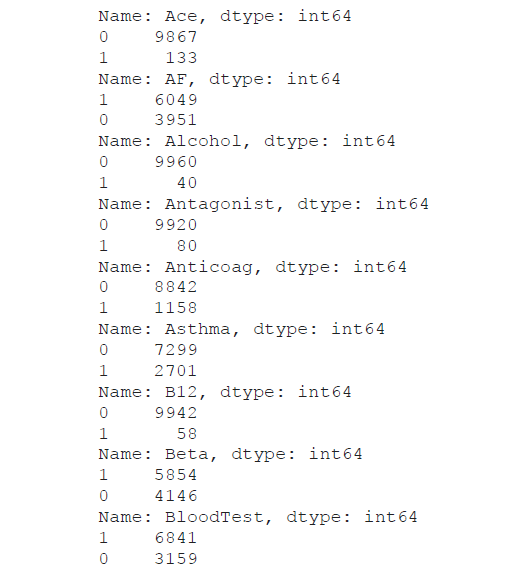 Name: Ace, dtype: int64
0    9867
1     133
Name: AF, dtype: int64
1    6049
0    3951
Name: Alcohol, dtype: int64
0    9960
1      40
Name: Antagonist, dtype: int64
0    9920
1      80
Name: Anticoag, dtype: int64
0    8842
1    1158
Name: Asthma, dtype: int64
0    7299
1    2701
Name: B12, dtype: int64
0    9942
1      58
Name: Beta, dtype: int64
1    5854
0    4146
Name: BloodTest, dtype: int64
1    6841
0    3159